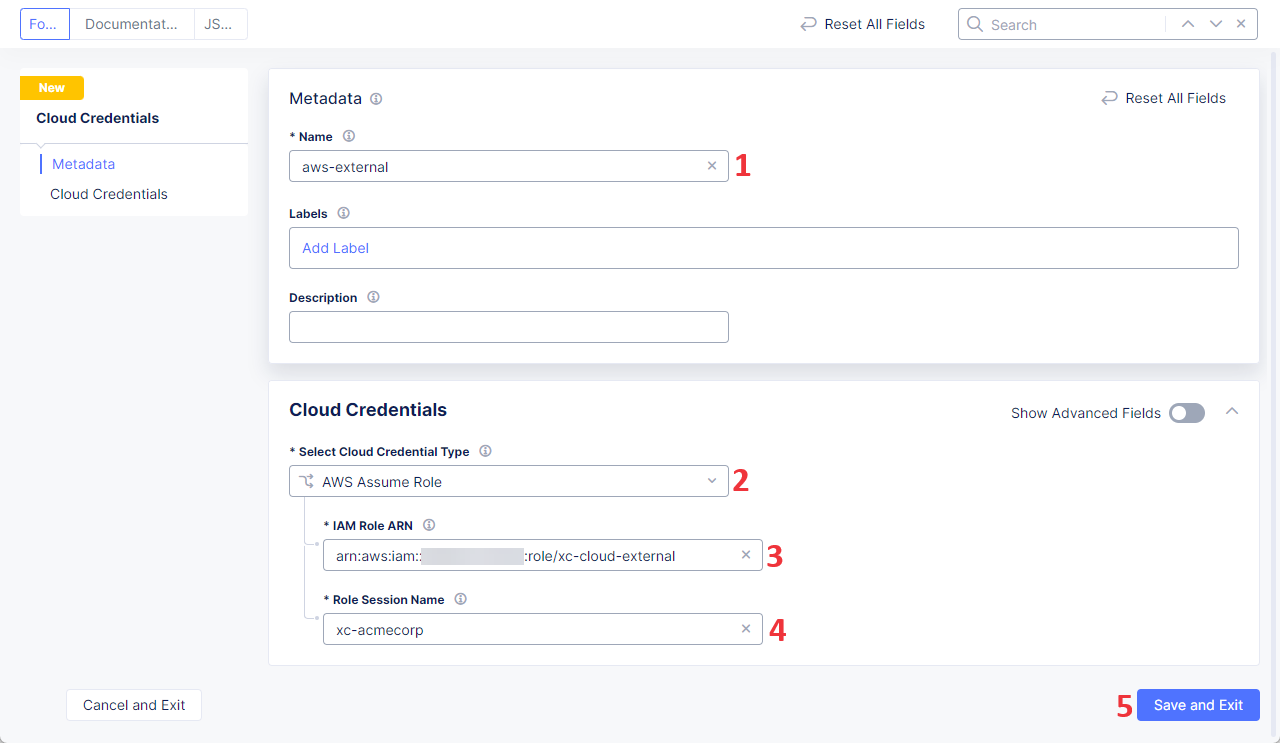 Fo... Documentat... JS... Reset All Fields Search
New
Cloud Credentials
Metadata
Cloud Credentials
Metadata Reset All Fields
* Name
aws-external 1
Labels
Add Label
Description
Cloud Credentials Show Advanced Fields
* Select Cloud Credential Type
AWS Assume Role 2
* IAM Role ARN
arn:aws:iam:: :role/xc-cloud-external 3
* Role Session Name
xc-acmecorp 4
Cancel and Exit 5 Save and Exit